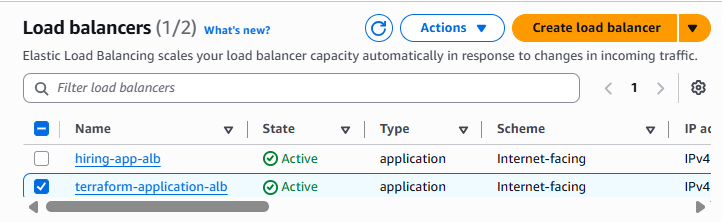 Load balancers (1/2) What's new? Actions Create load balancer
Elastic Load Balancing scales your load balancer capacity automatically in response to changes in incoming traffic.
Filter load balancers 1
Name State Type Scheme IP ad
hiring-app-alb Active application Internet-facing IPv4
terraform-application-alb Active application Internet-facing IPv4